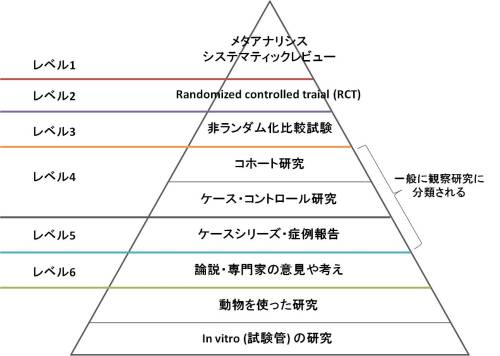 メタアナリシス
システマティックレビュー
レベル1
レベル2
Randomized controlled traial (RCT)
レベル3
非ランダム化比較試験
コホート研究
レベル4
一般に観察研究に
分類される
ケース・コントロール研究
レベル5
ケースシリーズ・症例報告
レベル6
論説・専門家の意見や考え
動物を使った研究
In vitro (試験管) の研究